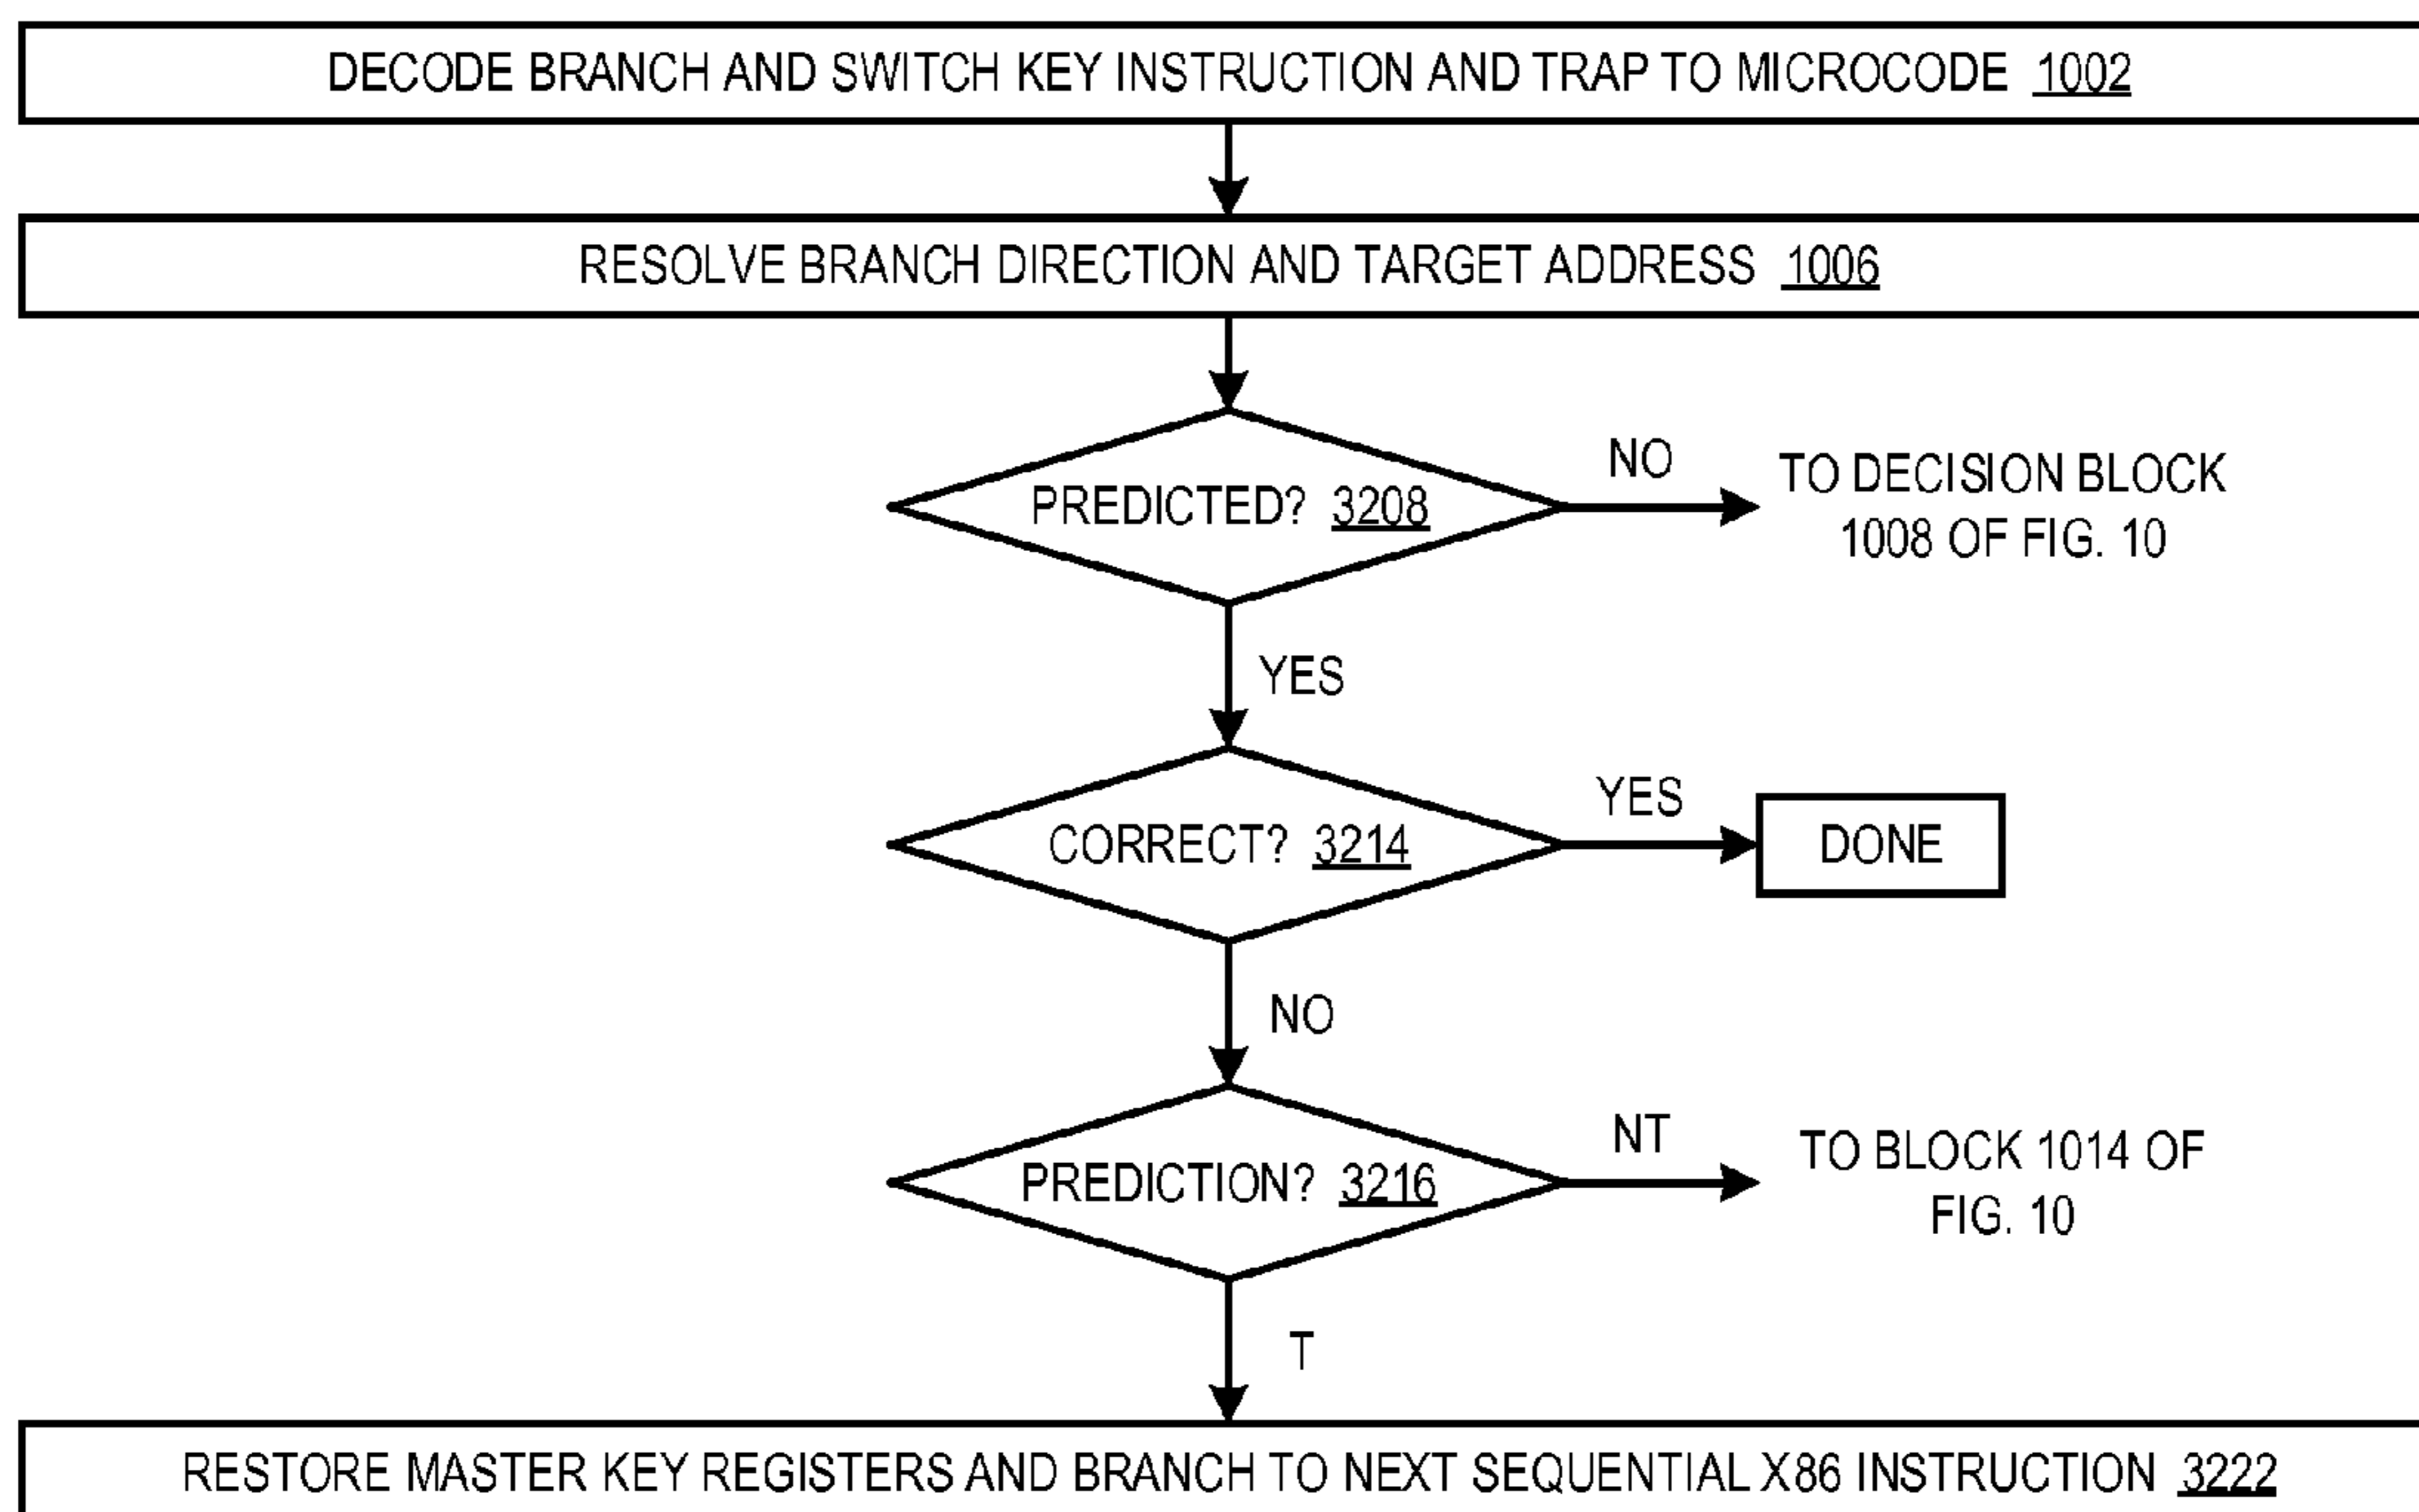 DECODE BRANCH AND SWITCH KEY INSTRUCTION AND TRAP TO MICROCODE 1002
RESOLVE BRANCH DIRECTION AND TARGET ADDRESS 1006
PREDICTED? 3208
NO
TO DECISION BLOCK
1008 OF FIG. 10
YES
CORRECT? 3214
YES
DONE
NO
PREDICTION? 3216
NT
TO BLOCK 1014 OF
FIG. 10
T
RESTORE MASTER KEY REGISTERS AND BRANCH TO NEXT SEQUENTIAL X86 INSTRUCTION 3222